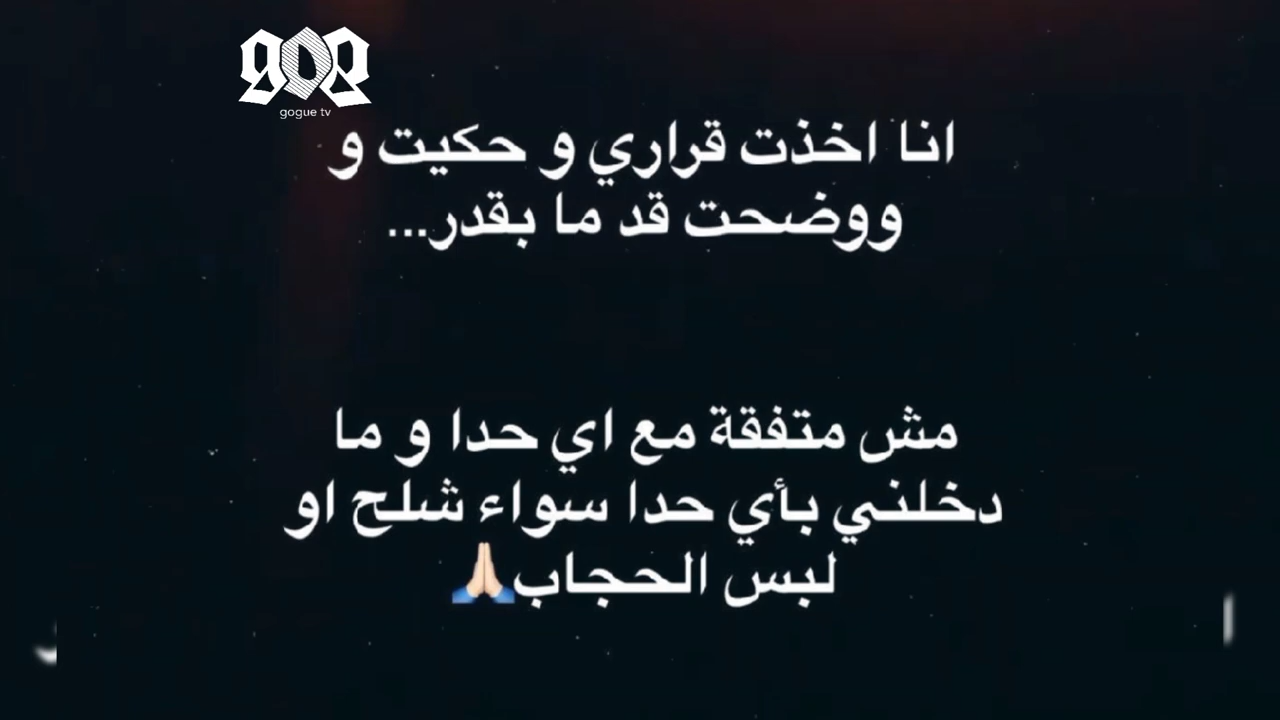 gog
gogue tv
انا اخذت قراري و حكيت و
ووضحت قد ما بقدر...
مش متفقة مع اي حدا و ما
دخلني بأي حدا سواء شلح او
لبس الحجاب🙏🏻